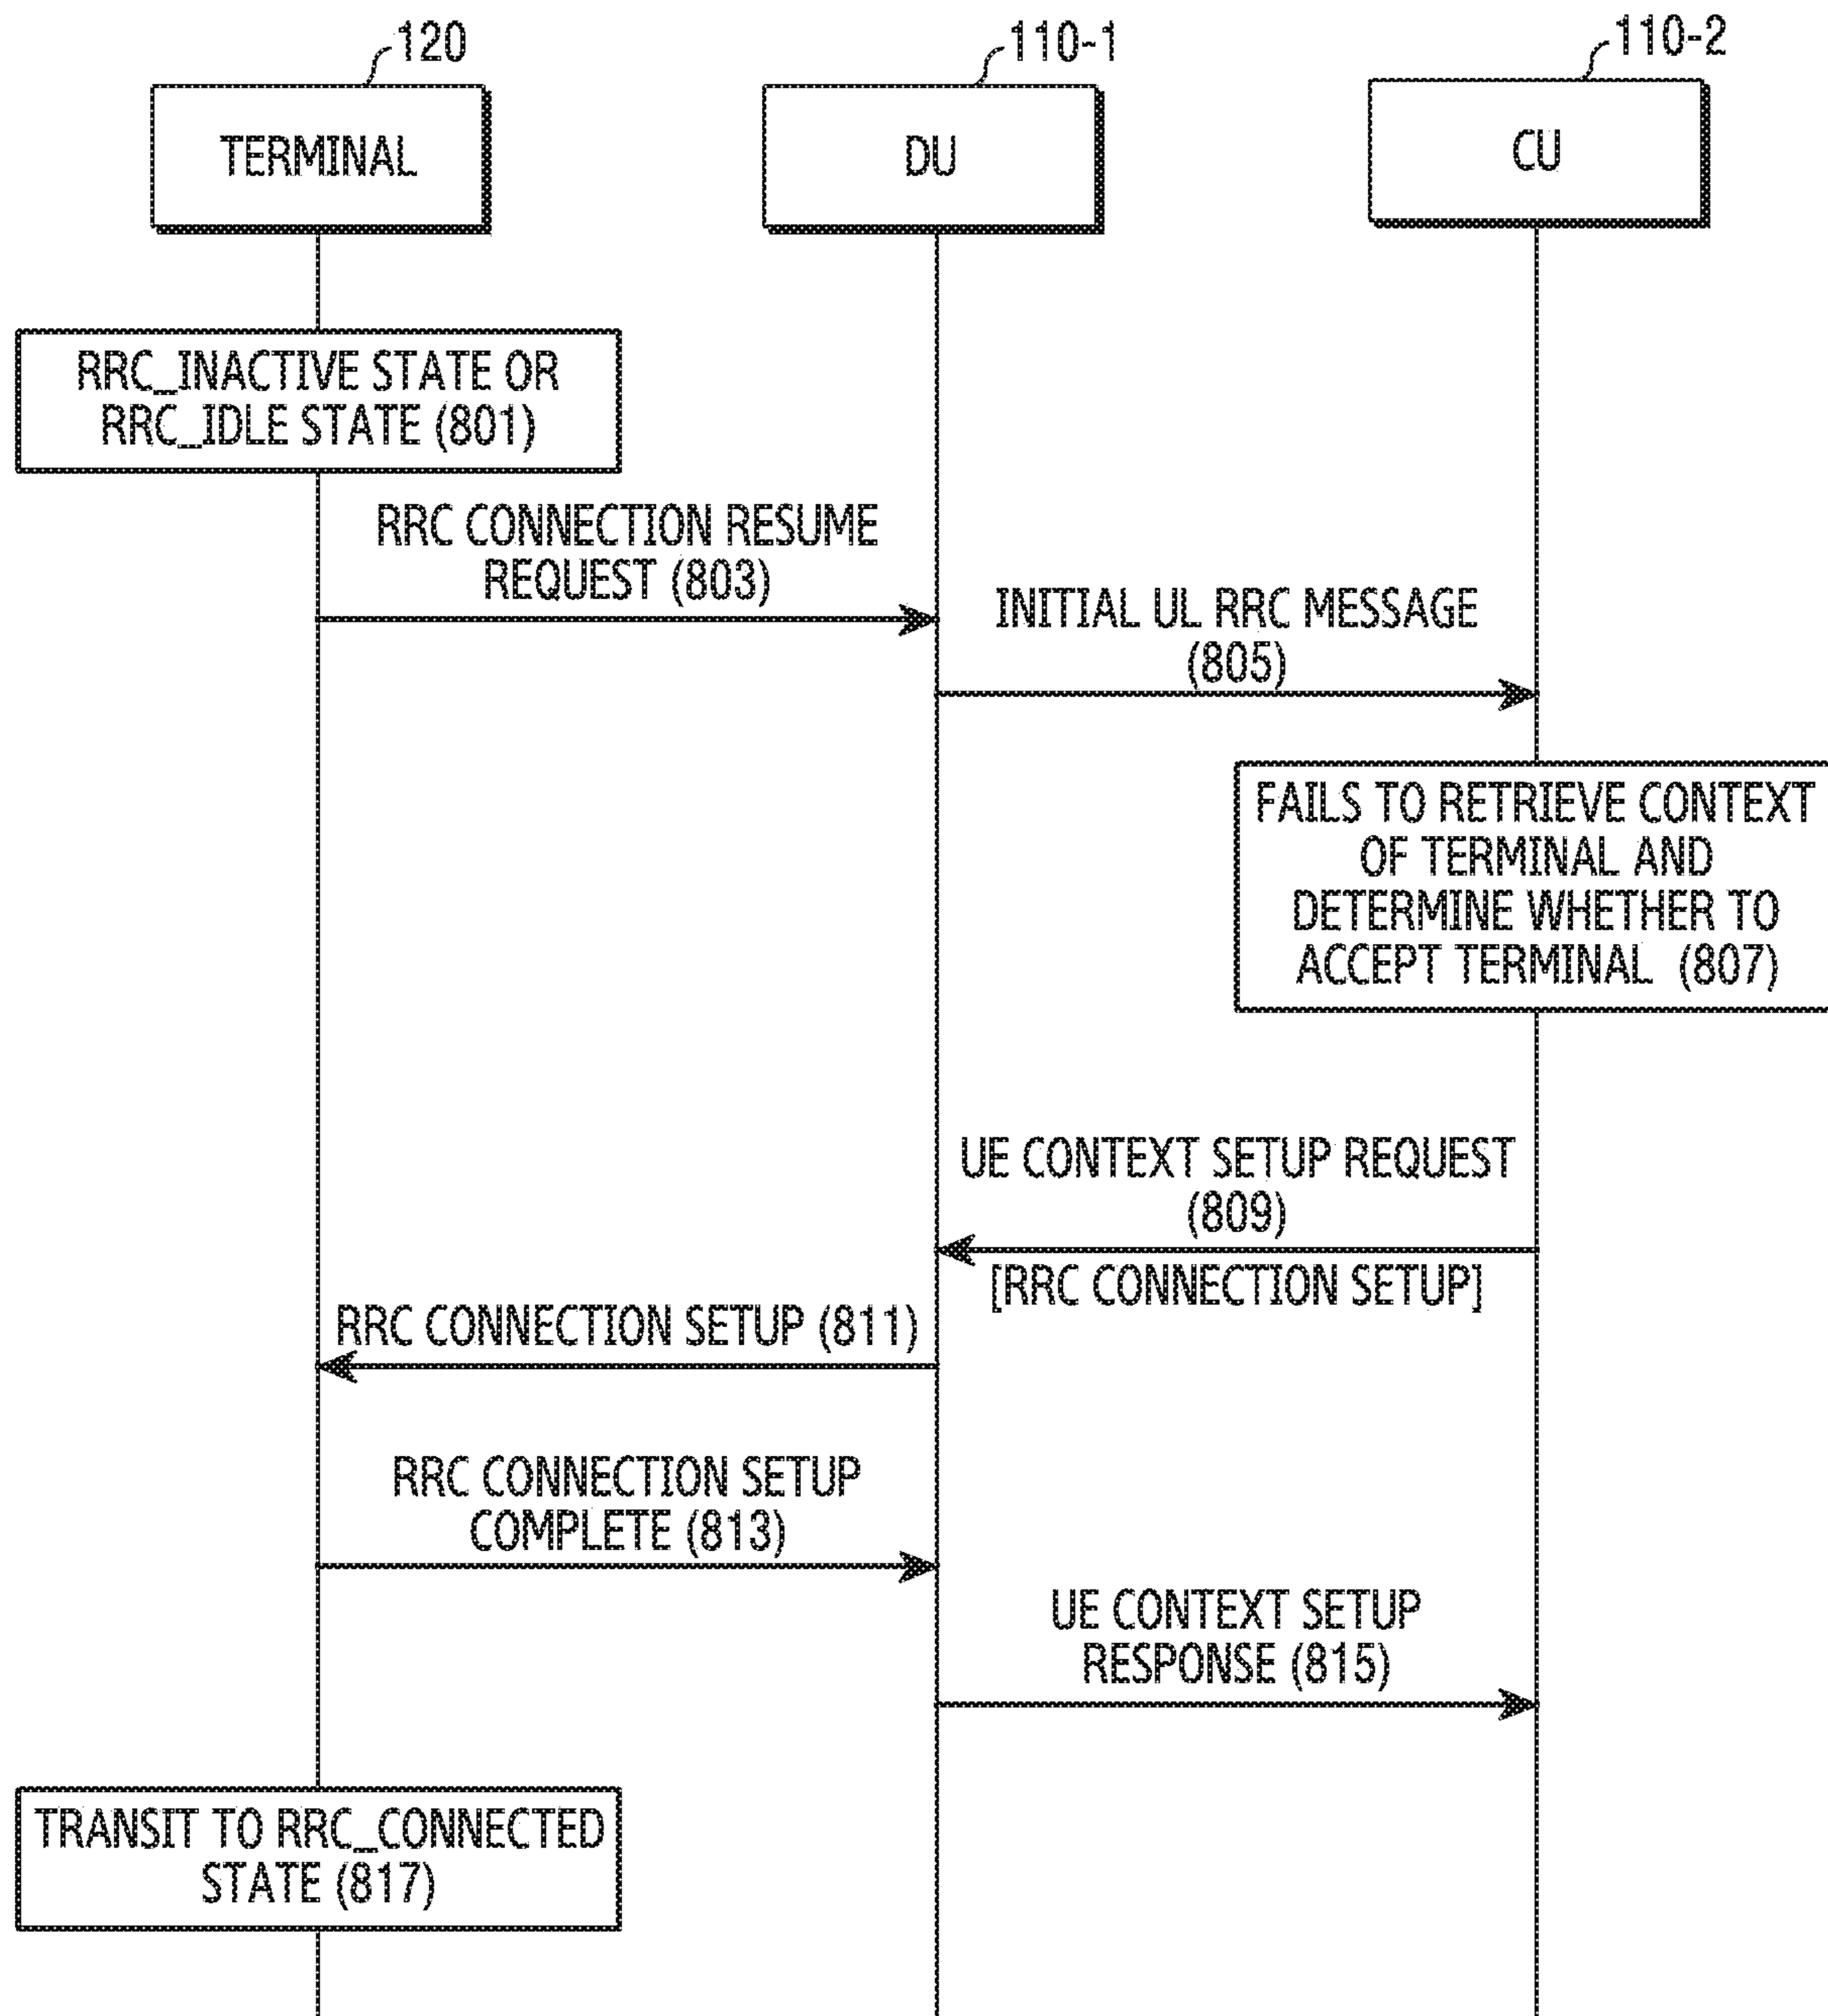 120
110-1
110-2
TERMINAL
DU
CU
RRC_INACTIVE STATE OR
RRC_IDLE STATE (801)
RRC CONNECTION RESUME
REQUEST (803)
INITIAL UL RRC MESSAGE
(805)
FAILS TO RETRIEVE CONTEXT
OF TERMINAL AND
DETERMINE WHETHER TO
ACCEPT TERMINAL (807)
UE CONTEXT SETUP REQUEST
(809)
[RRC CONNECTION SETUP]
RRC CONNECTION SETUP (811)
RRC CONNECTION SETUP
COMPLETE (813)
UE CONTEXT SETUP
RESPONSE (815)
TRANSIT TO RRC_CONNECTED
STATE (817)